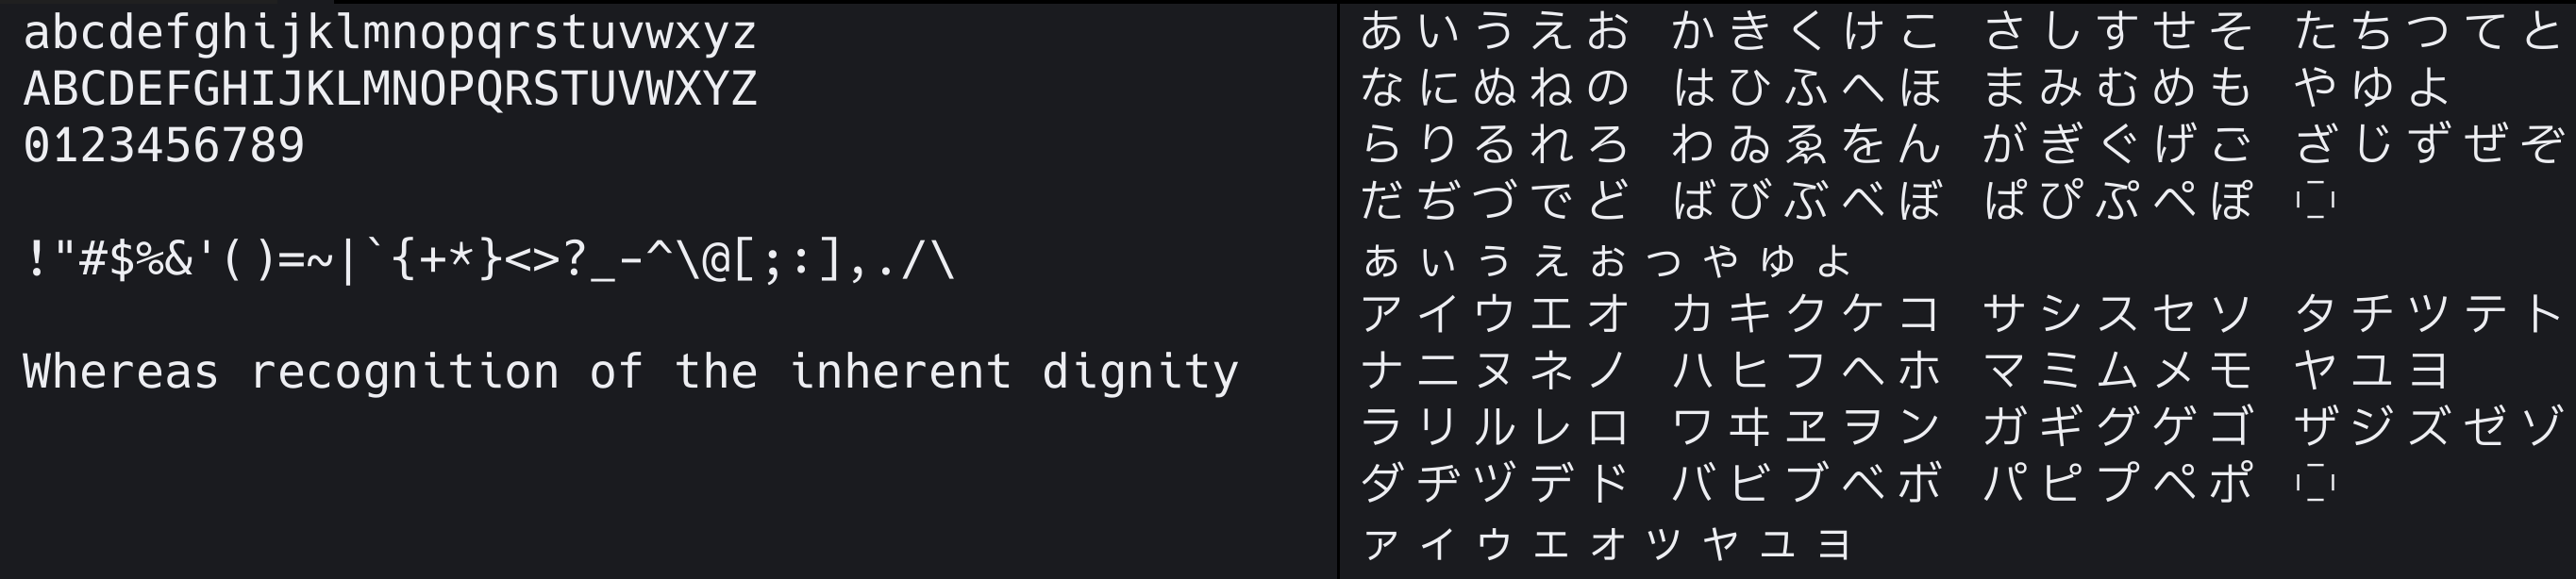 abcdefghijklmnopqrstuvwxyz
ABCDEFGHIJKLMNOPQRSTUVWXYZ
0123456789
!"#$%&'()=~|`{+*}<>?_-^\@[;:],./\
Whereas recognition of the inherent dignity
あいうえお かきくけこ さしすせそ たちつてと
なにぬねの はひふへほ まみむめも やゆよ
らりるれろ わゐゑをん がぎぐげご ざじずぜぞ
だぢづでど ばびぶべぼ ぱぴぷぺぽ 
ぁぃぅぇぉっゃゅょ
アイウエオ カキクケコ サシスセソ タチツテト
ナニヌネノ ハヒフヘホ マミムメモ ヤユヨ
ラリルレロ ワヰヱヲン ガギグゲゴ ザジズゼゾ
ダヂヅデド バビブベボ パピプペポ 
ァィゥェォッャュョ